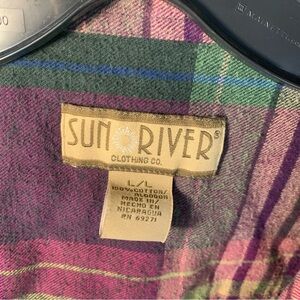 SUN RIVER®
CLOTHING CO.
L/L
100% COTTON/
ALGODON
MADE IN/
HECHO EN
NICARAGUA
RN 69271